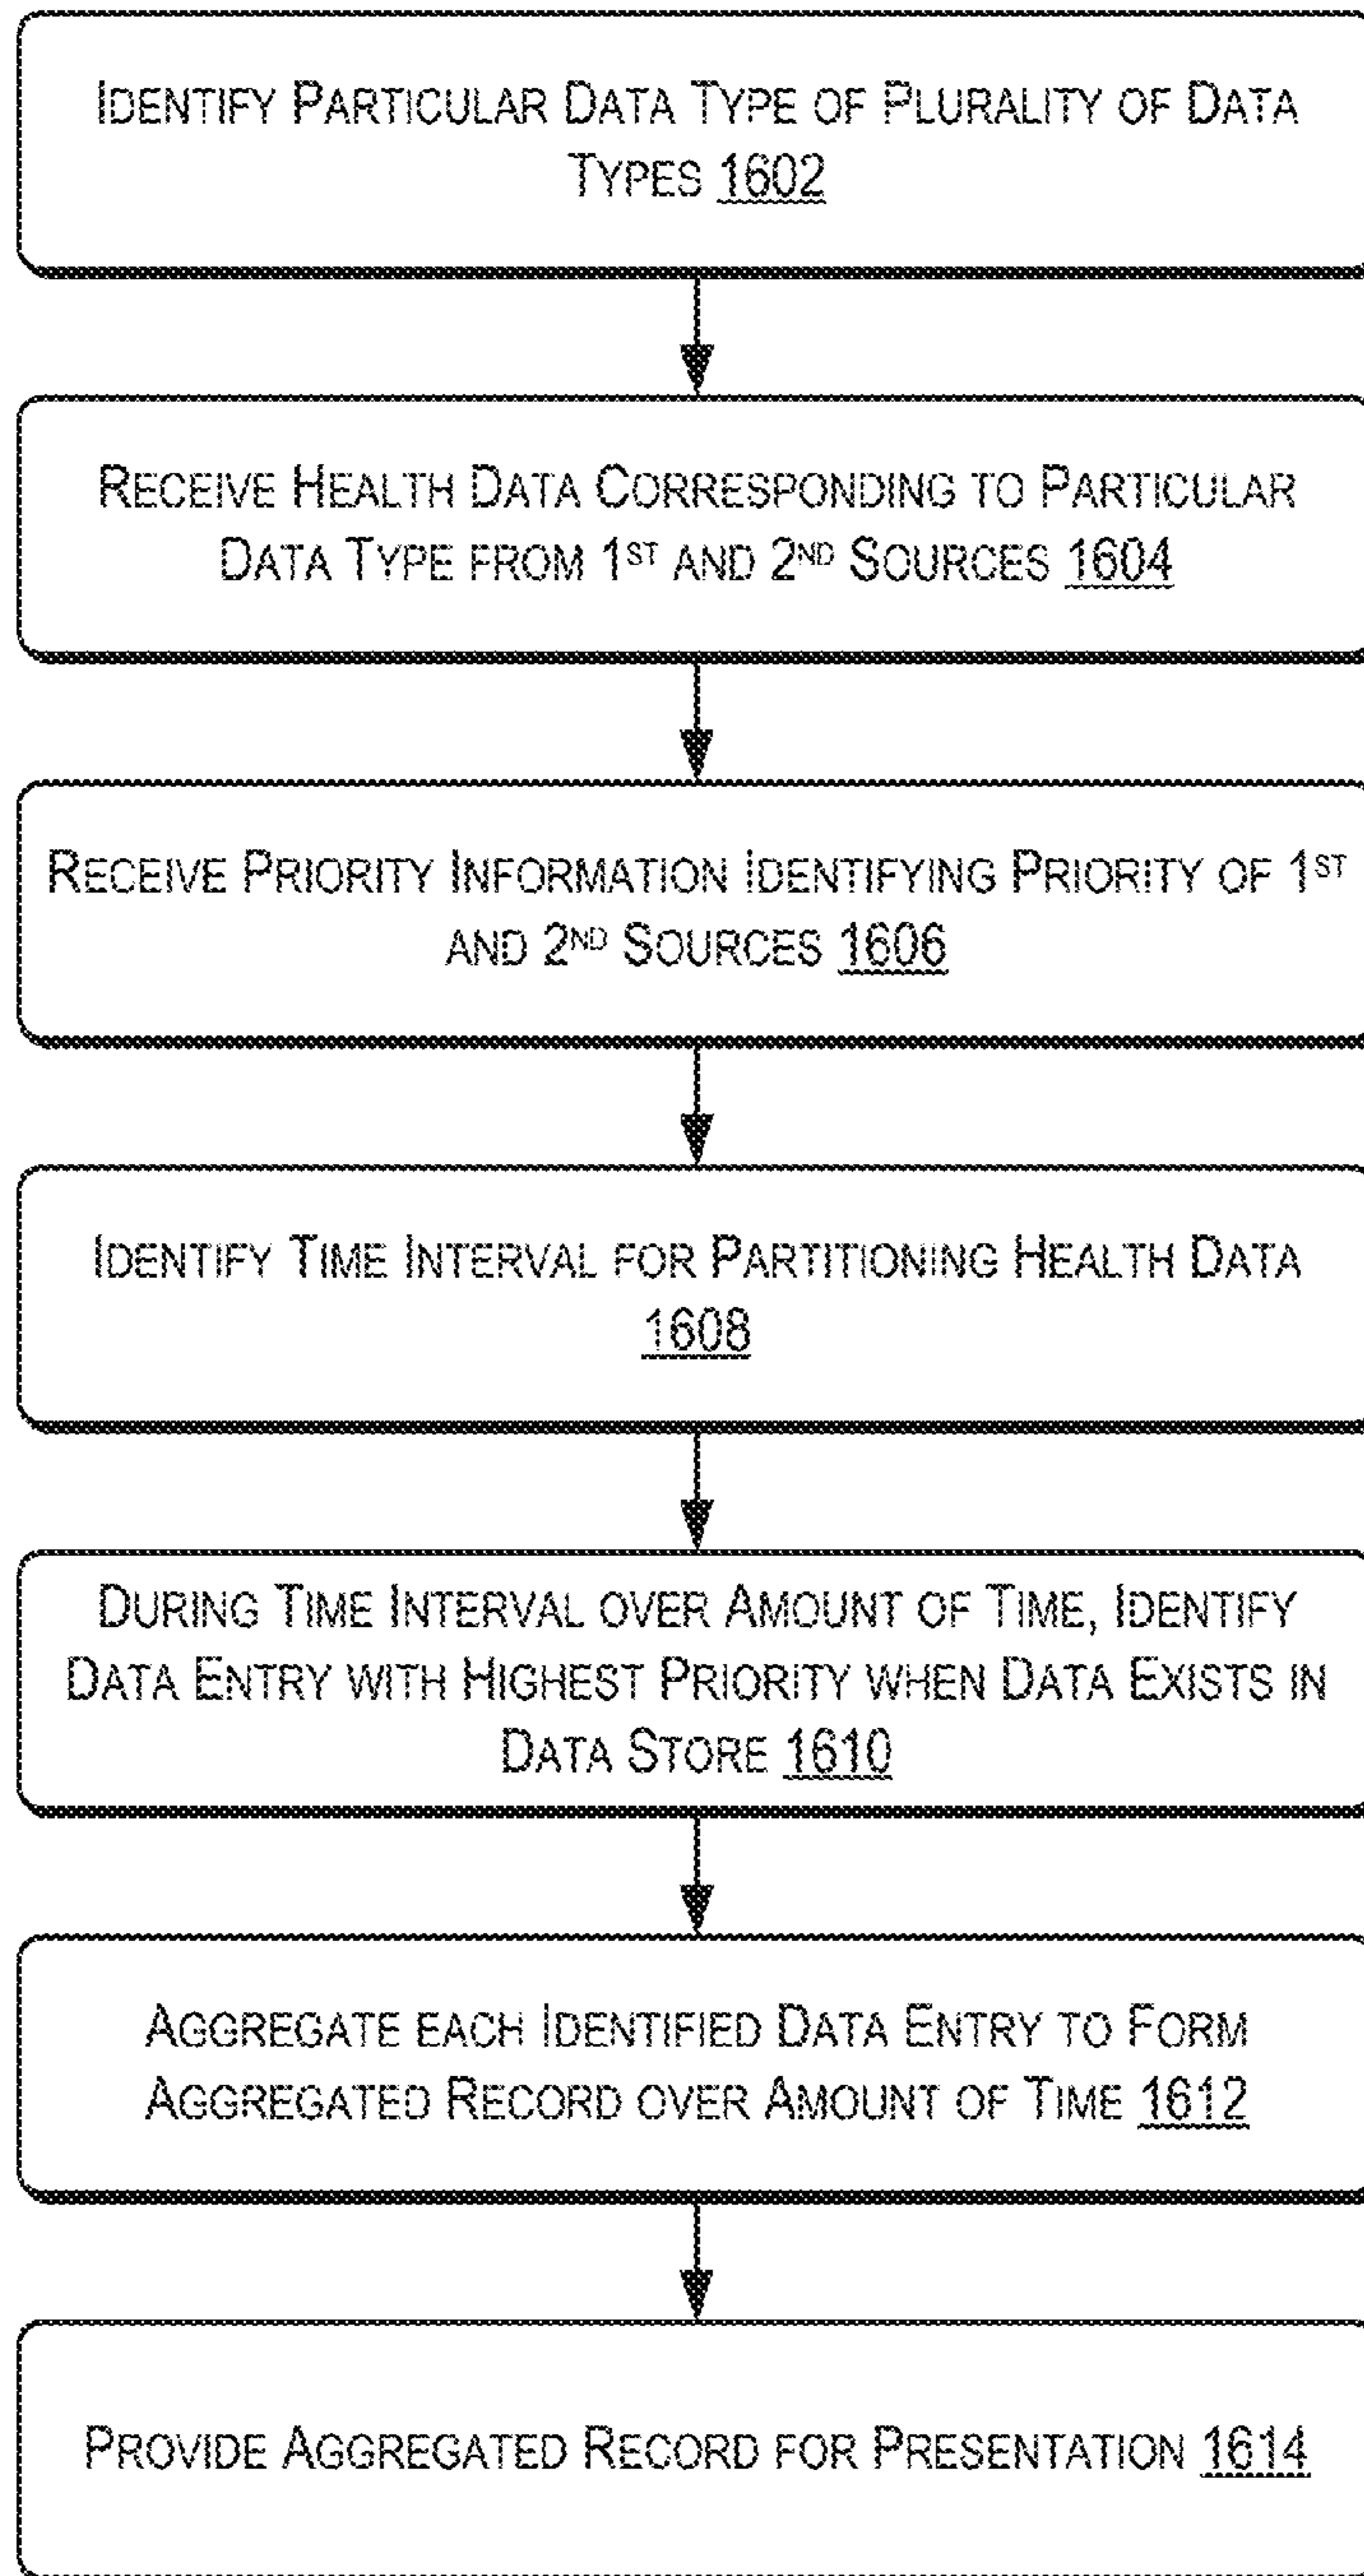 IDENTIFY PARTICULAR DATA TYPE OF PLURALITY OF DATA
TYPES 1602
RECEIVE HEALTH DATA CORRESPONDING TO PARTICULAR
DATA TYPE FROM 1ST AND 2ND SOURCES 1604
RECEIVE PRIORITY INFORMATION IDENTIFYING PRIORITY OF 1ST
AND 2ND SOURCES 1606
IDENTIFY TIME INTERVAL FOR PARTITIONING HEALTH DATA
1608
DURING TIME INTERVAL OVER AMOUNT OF TIME, IDENTIFY
DATA ENTRY WITH HIGHEST PRIORITY WHEN DATA EXISTS IN
DATA STORE 1610
AGGREGATE EACH IDENTIFIED DATA ENTRY TO FORM
AGGREGATED RECORD OVER AMOUNT OF TIME 1612
PROVIDE AGGREGATED RECORD FOR PRESENTATION 1614